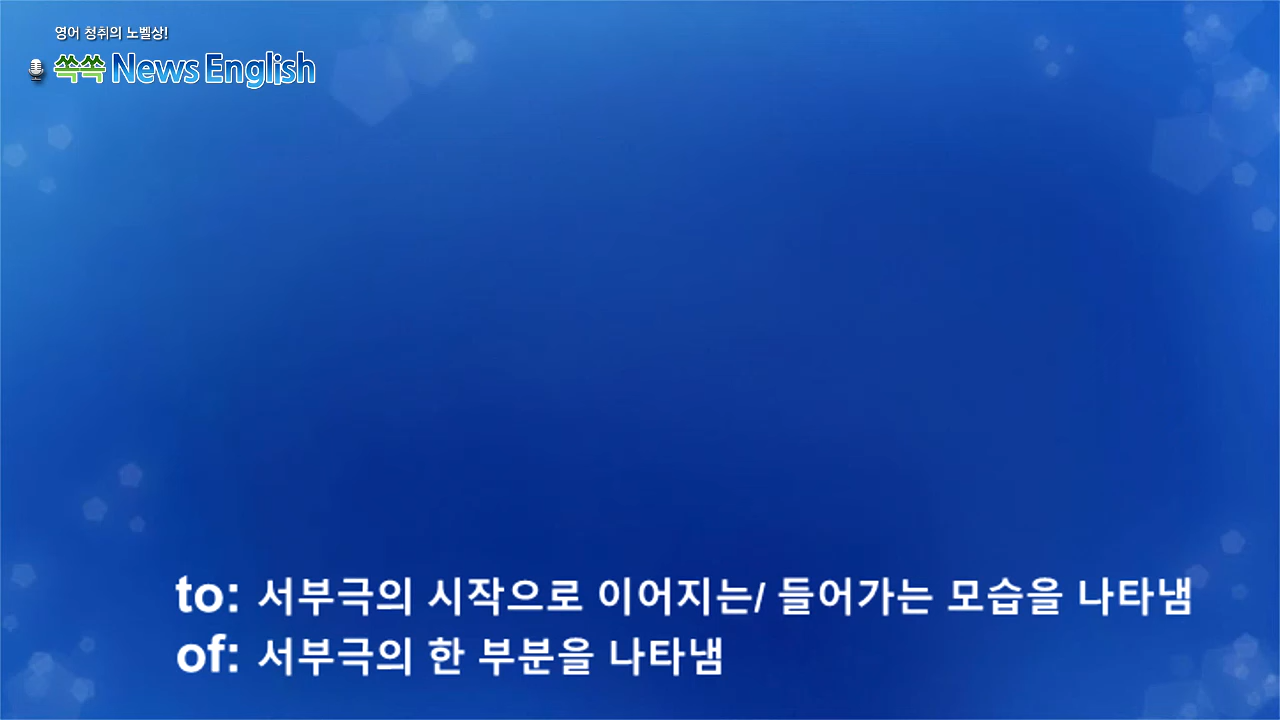 영어 청취의 노벨상!
쏙쏙 News English
to: 서부극의 시작으로 이어지는/ 들어가는 모습을 나타냄
of: 서부극의 한 부분을 나타냄